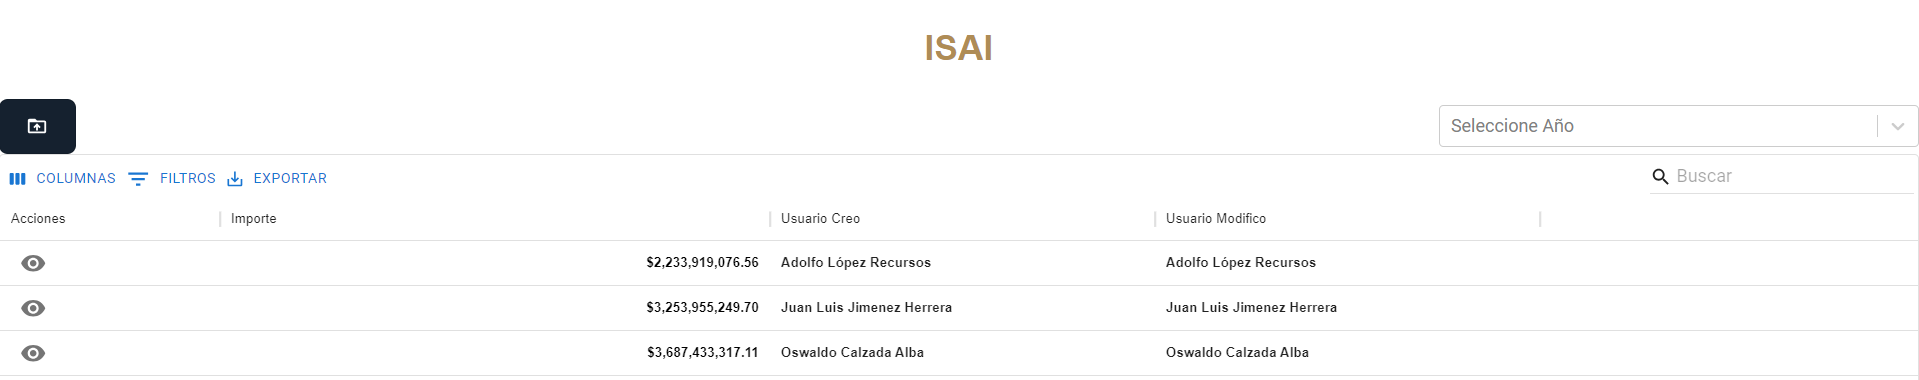 ISAI
Seleccione Año
COLUMNAS FILTROS EXPORTAR Buscar
Acciones Importe Usuario Creo Usuario Modifico
$2,233,919,076.56 Adolfo López Recursos Adolfo López Recursos
$3,253,955,249.70 Juan Luis Jimenez Herrera Juan Luis Jimenez Herrera
$3,687,433,317.11 Oswaldo Calzada Alba Oswaldo Calzada Alba